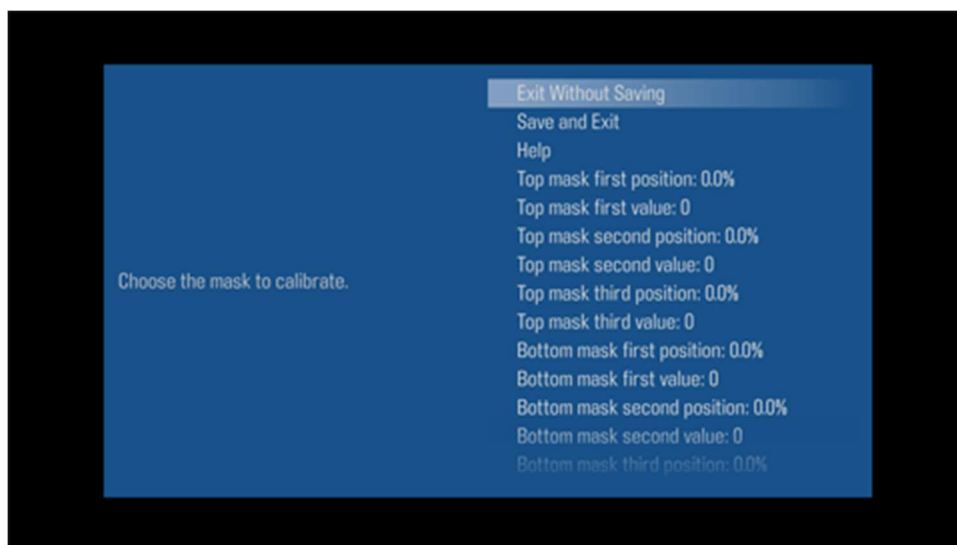 Choose the mask to calibrate.
Exit Without Saving
Save and Exit
Help
Top mask first position: 0.0%
Top mask first value: 0
Top mask second position: 0.0%
Top mask second value: 0
Top mask third position: 0.0%
Top mask third value: 0
Bottom mask first position: 0.0%
Bottom mask first value: 0
Bottom mask second position: 0.0%
Bottom mask second value: 0
Bottom mask third position: 0.0%